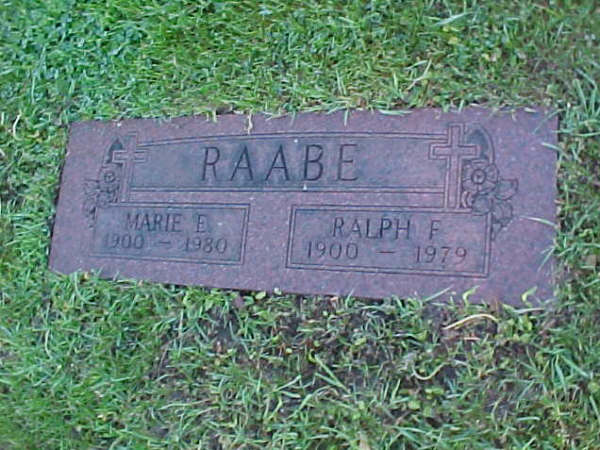 RAABE
MARIE E.
1900 – 1980
RALPH F.
1900 – 1979